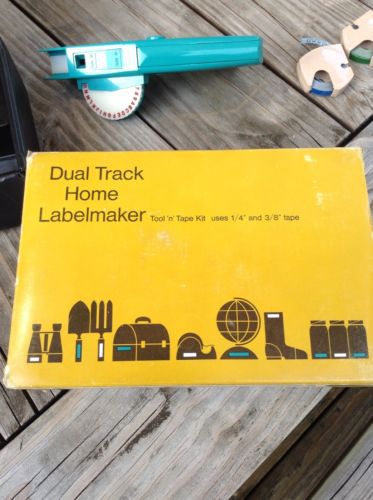 Dual Track
Home
Labelmaker Tool 'n' Tape Kit uses 1/4" and 3/8" tape